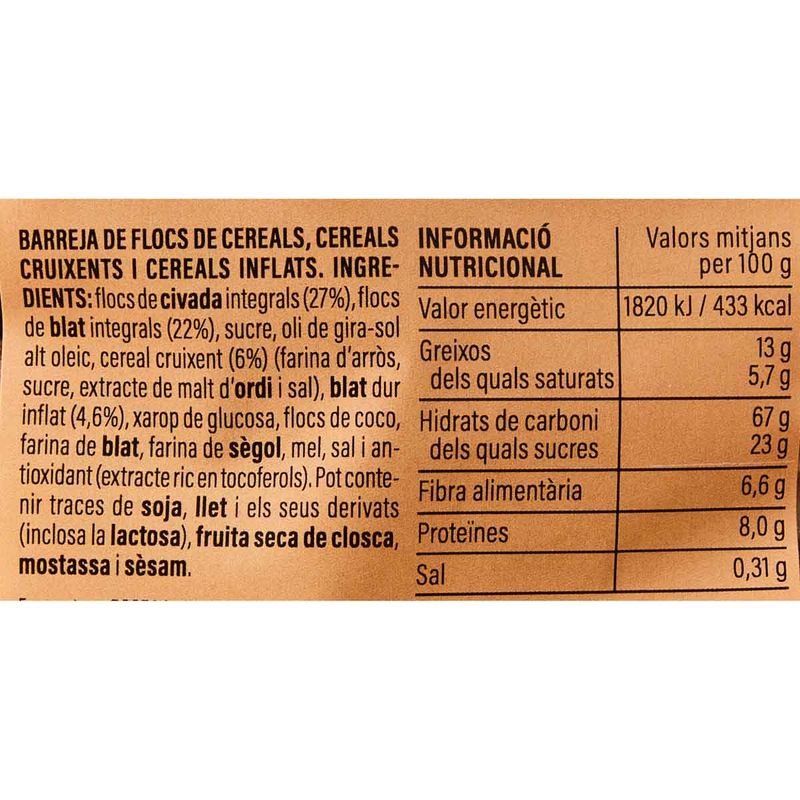 BARREJA DE FLOCS DE CEREALS, CEREALS
CRUIXENTS I CEREALS INFLATS. INGRE-
DIENTS: flocs de civada integrals (27%), flocs
de blat integrals (22%), sucre, oli de gira-sol
alt oleic, cereal cruixent (6%) (farina d'arròs,
sucre, extracte de malt d'ordi i sal), blat dur
inflat (4,6%), xarop de glucosa, flocs de coco,
farina de blat, farina de sègol, mel, sal i an-
tioxidant (extracte ric en tocoferols). Pot conte-
nir traces de soja, llet i els seus derivats
(inclosa la lactosa), fruita seca de closca,
mostassa i sèsam.
INFORMACIÓ NUTRICIONAL
Valors mitjans
per 100 g
Valor energètic 1820 kJ / 433 kcal
Greixos 13 g
dels quals saturats 5,7 g
Hidrats de carboni 67 g
dels quals sucres 23 g
Fibra alimentària 6,6 g
Proteïnes 8,0 g
Sal 0,31 g